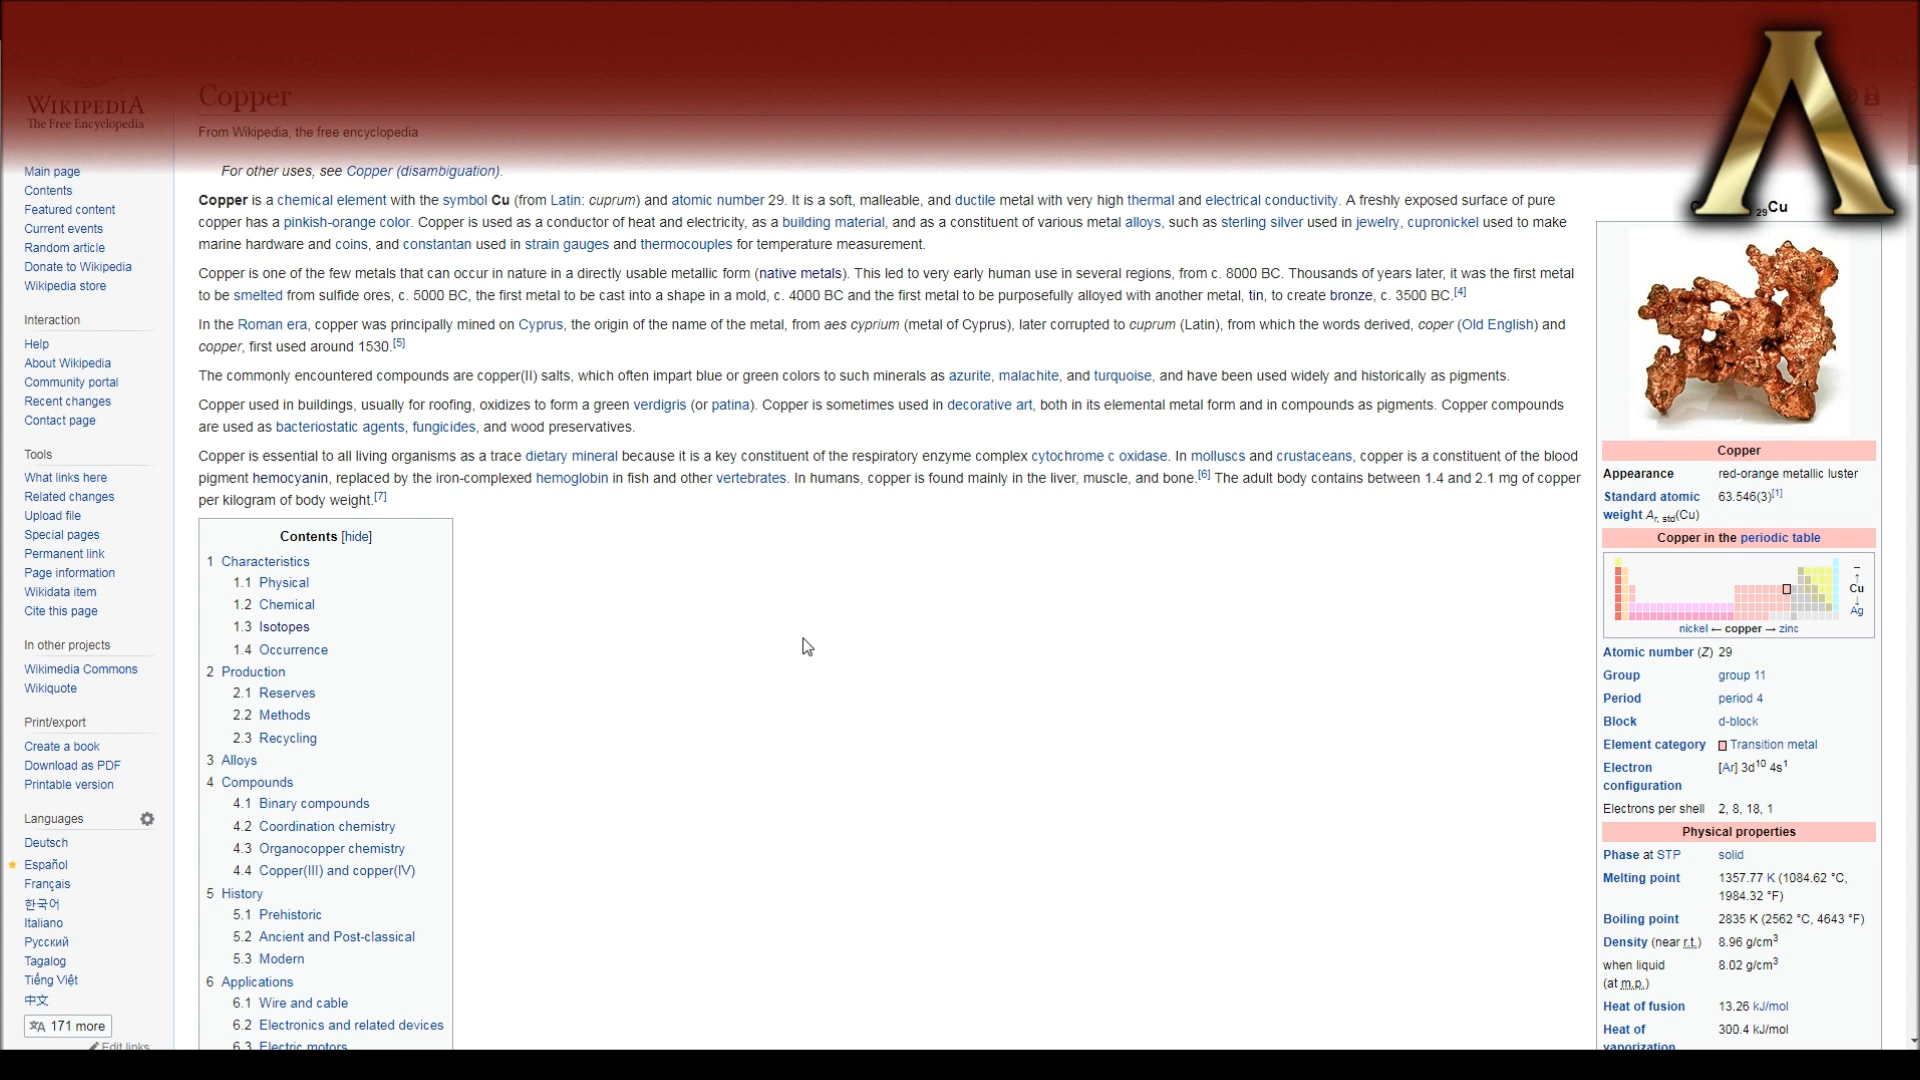 WIKIPEDIA
The Free Encyclopedia
Main page
Contents
Featured content
Current events
Random article
Donate to Wikipedia
Wikipedia store
Interaction
Help
About Wikipedia
Community portal
Recent changes
Contact page
Tools
What links here
Related changes
Upload file
Special pages
Permanent link
Page information
Wikidata item
Cite this page
In other projects
Wikimedia Commons
Wikiquote
Print/export
Create a book
Download as PDF
Printable version
Languages
Deutsch
Español
Français
한국어
Italiano
Русский
Tagalog
Tiếng Việt
中文
171 more
Edit links
Copper
From Wikipedia, the free encyclopedia
For other uses, see Copper (disambiguation).
Copper is a chemical element with the symbol Cu (from Latin: cuprum) and atomic number 29. It is a soft, malleable, and ductile metal with very high thermal and electrical conductivity. A freshly exposed surface of pure
copper has a pinkish-orange color. Copper is used as a conductor of heat and electricity, as a building material, and as a constituent of various metal alloys, such as sterling silver used in jewelry, cupronickel used to make
marine hardware and coins, and constantan used in strain gauges and thermocouples for temperature measurement.
Copper is one of the few metals that can occur in nature in a directly usable metallic form (native metals). This led to very early human use in several regions, from c. 8000 BC. Thousands of years later, it was the first metal
to be smelted from sulfide ores, c. 5000 BC, the first metal to be cast into a shape in a mold, c. 4000 BC and the first metal to be purposefully alloyed with another metal, tin, to create bronze, c. 3500 BC.[4]
In the Roman era, copper was principally mined on Cyprus, the origin of the name of the metal, from aes cyprium (metal of Cyprus), later corrupted to cuprum (Latin), from which the words derived, coper (Old English) and
copper, first used around 1530.[5]
The commonly encountered compounds are copper(II) salts, which often impart blue or green colors to such minerals as azurite, malachite, and turquoise, and have been used widely and historically as pigments.
Copper used in buildings, usually for roofing, oxidizes to form a green verdigris (or patina). Copper is sometimes used in decorative art, both in its elemental metal form and in compounds as pigments. Copper compounds
are used as bacteriostatic agents, fungicides, and wood preservatives.
Copper is essential to all living organisms as a trace dietary mineral because it is a key constituent of the respiratory enzyme complex cytochrome c oxidase. In molluscs and crustaceans, copper is a constituent of the blood
pigment hemocyanin, replaced by the iron-complexed hemoglobin in fish and other vertebrates. In humans, copper is found mainly in the liver, muscle, and bone.[6] The adult body contains between 1.4 and 2.1 mg of copper
per kilogram of body weight.[7]
Contents [hide]
1 Characteristics
1.1 Physical
1.2 Chemical
1.3 Isotopes
1.4 Occurrence
2 Production
2.1 Reserves
2.2 Methods
2.3 Recycling
3 Alloys
4 Compounds
4.1 Binary compounds
4.2 Coordination chemistry
4.3 Organocopper chemistry
4.4 Copper(III) and copper(IV)
5 History
5.1 Prehistoric
5.2 Ancient and Post-classical
5.3 Modern
6 Applications
6.1 Wire and cable
6.2 Electronics and related devices
6.3 Electric motors
29Cu
Copper
Appearance red-orange metallic luster
Standard atomic 63.546(3)[1]
weight Ar, std(Cu)
Copper in the periodic table
–
↑
Cu
↓
Ag
nickel ← copper → zinc
Atomic number (Z) 29
Group group 11
Period period 4
Block d-block
Element category Transition metal
Electron [Ar] 3d10 4s1
configuration
Electrons per shell 2, 8, 18, 1
Physical properties
Phase at STP solid
Melting point 1357.77 K (1084.62 °C,
1984.32 °F)
Boiling point 2835 K (2562 °C, 4643 °F)
Density (near r.t.) 8.96 g/cm3
when liquid 8.02 g/cm3
(at m.p.)
Heat of fusion 13.26 kJ/mol
Heat of 300.4 kJ/mol
vaporization